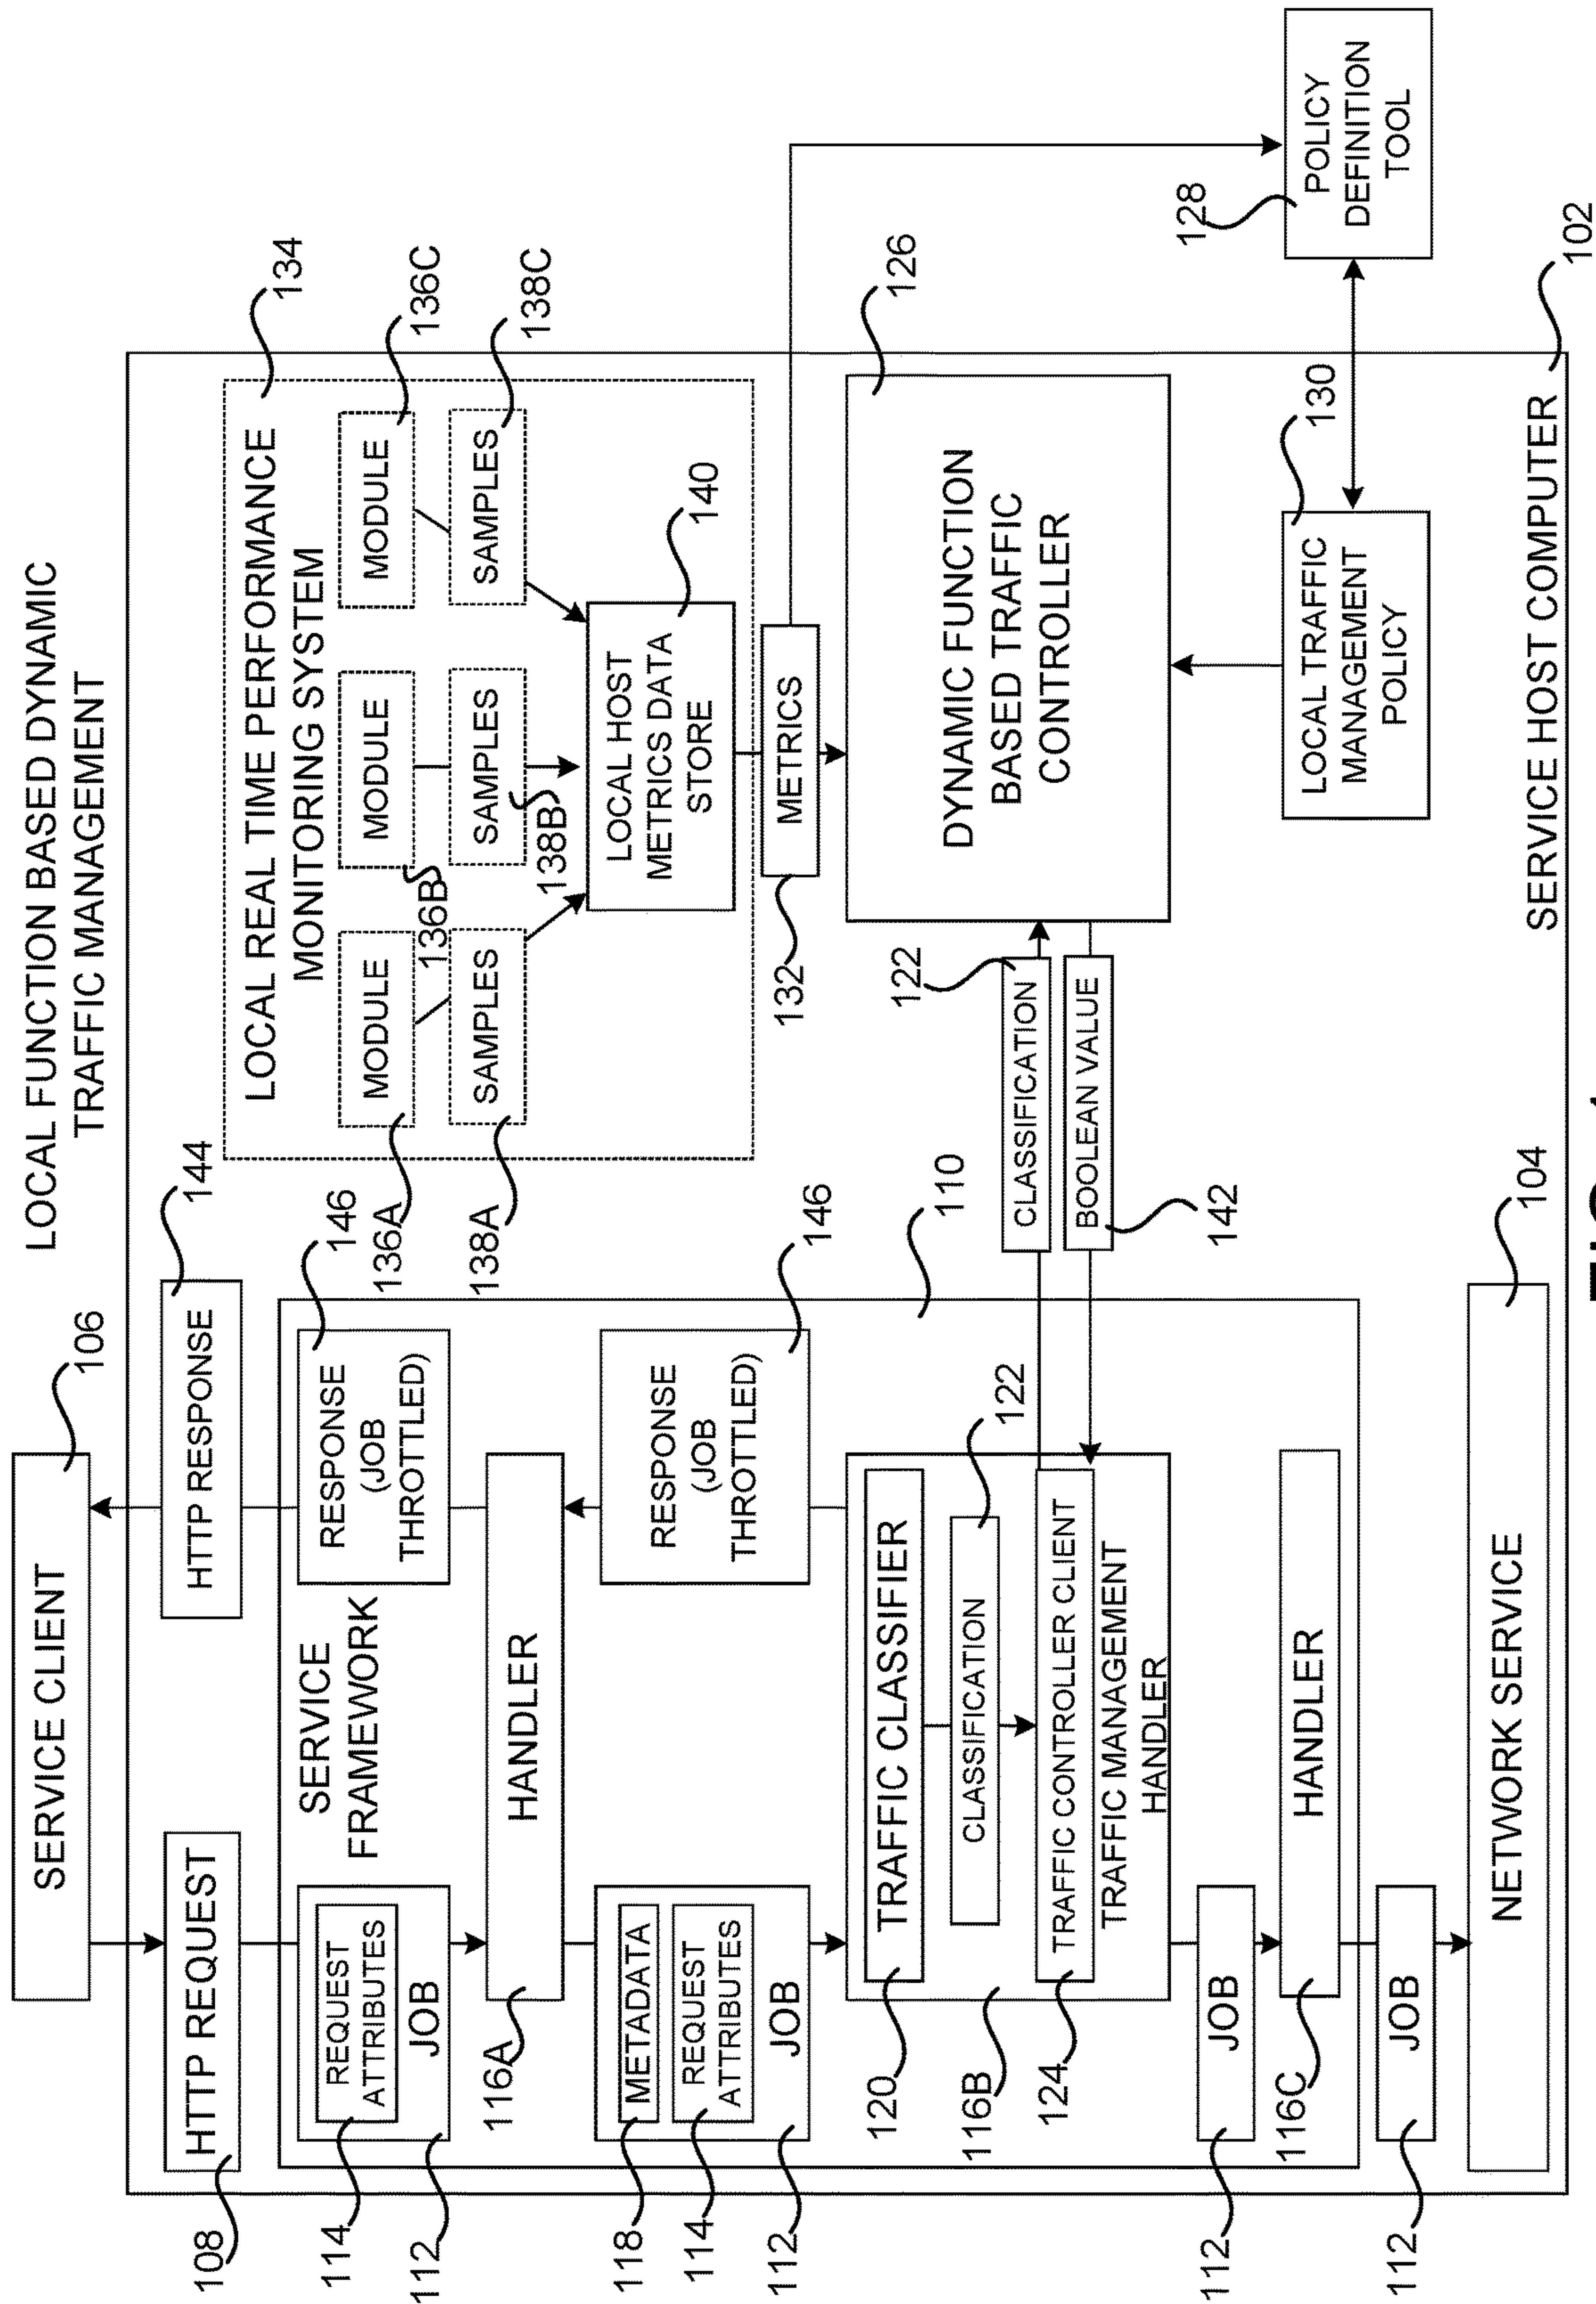 LOCAL FUNCTION BASED DYNAMIC
TRAFFIC MANAGEMENT
SERVICE CLIENT
106
HTTP REQUEST
108
HTTP RESPONSE
144
SERVICE
FRAMEWORK
REQUEST
ATTRIBUTES
JOB
114
112
RESPONSE
(JOB
THROTTLED)
146
HANDLER
116A
METADATA
REQUEST
ATTRIBUTES
JOB
118
114
112
RESPONSE
(JOB
THROTTLED)
146
110
TRAFFIC CLASSIFIER
120
CLASSIFICATION
122
TRAFFIC CONTROLLER CLIENT
124
TRAFFIC MANAGEMENT
HANDLER
116B
JOB
112
HANDLER
116C
JOB
112
NETWORK SERVICE
104
LOCAL REAL TIME PERFORMANCE
MONITORING SYSTEM
134
MODULE
136A
MODULE
136B
MODULE
136C
SAMPLES
138A
SAMPLES
138B
SAMPLES
138C
LOCAL HOST
METRICS DATA
STORE
140
METRICS
132
CLASSIFICATION
122
BOOLEAN VALUE
142
DYNAMIC FUNCTION
BASED TRAFFIC
CONTROLLER
126
LOCAL TRAFFIC
MANAGEMENT
POLICY
130
POLICY
DEFINITION
TOOL
128
SERVICE HOST COMPUTER
102